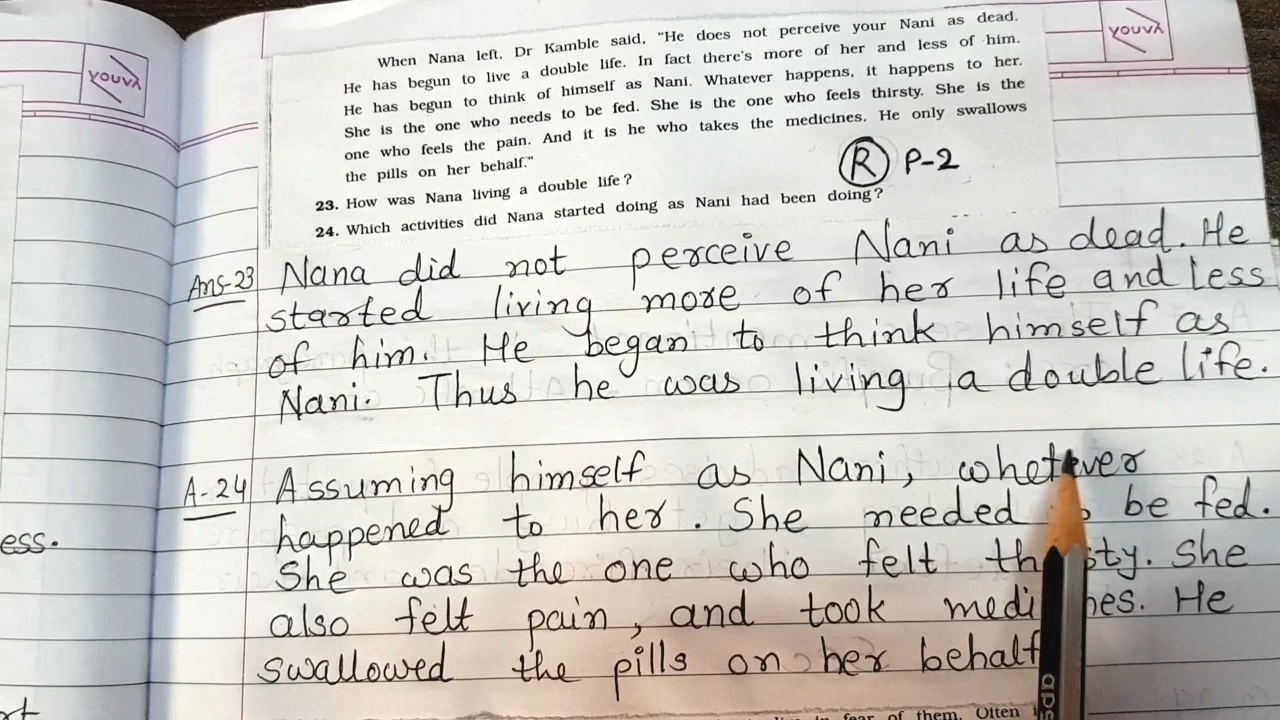 youva
youva
When Nana left, Dr Kamble said, "He does not perceive your Nani as dead.
He has begun to live a double life. In fact there's more of her and less of him.
He has begun to think of himself as Nani. Whatever happens, it happens to her.
She is the one who needs to be fed. She is the one who feels thirsty. She is the
one who feels the pain. And it is he who takes the medicines. He only swallows
the pills on her behalf."
R P-2
23. How was Nana living a double life?
24. Which activities did Nana started doing as Nani had been doing?
Ans-23 Nana did not perceive Nani as dead. He
started living more of her life and less
of him. He began to think himself as
Nani. Thus he was living a double life.
A-24 Assuming himself as Nani, whetever
happened to her. She needed be fed.
She was the one who felt She
also felt pain, and took He
swallowed the pills on her behalf
ess.
fear of them. Often